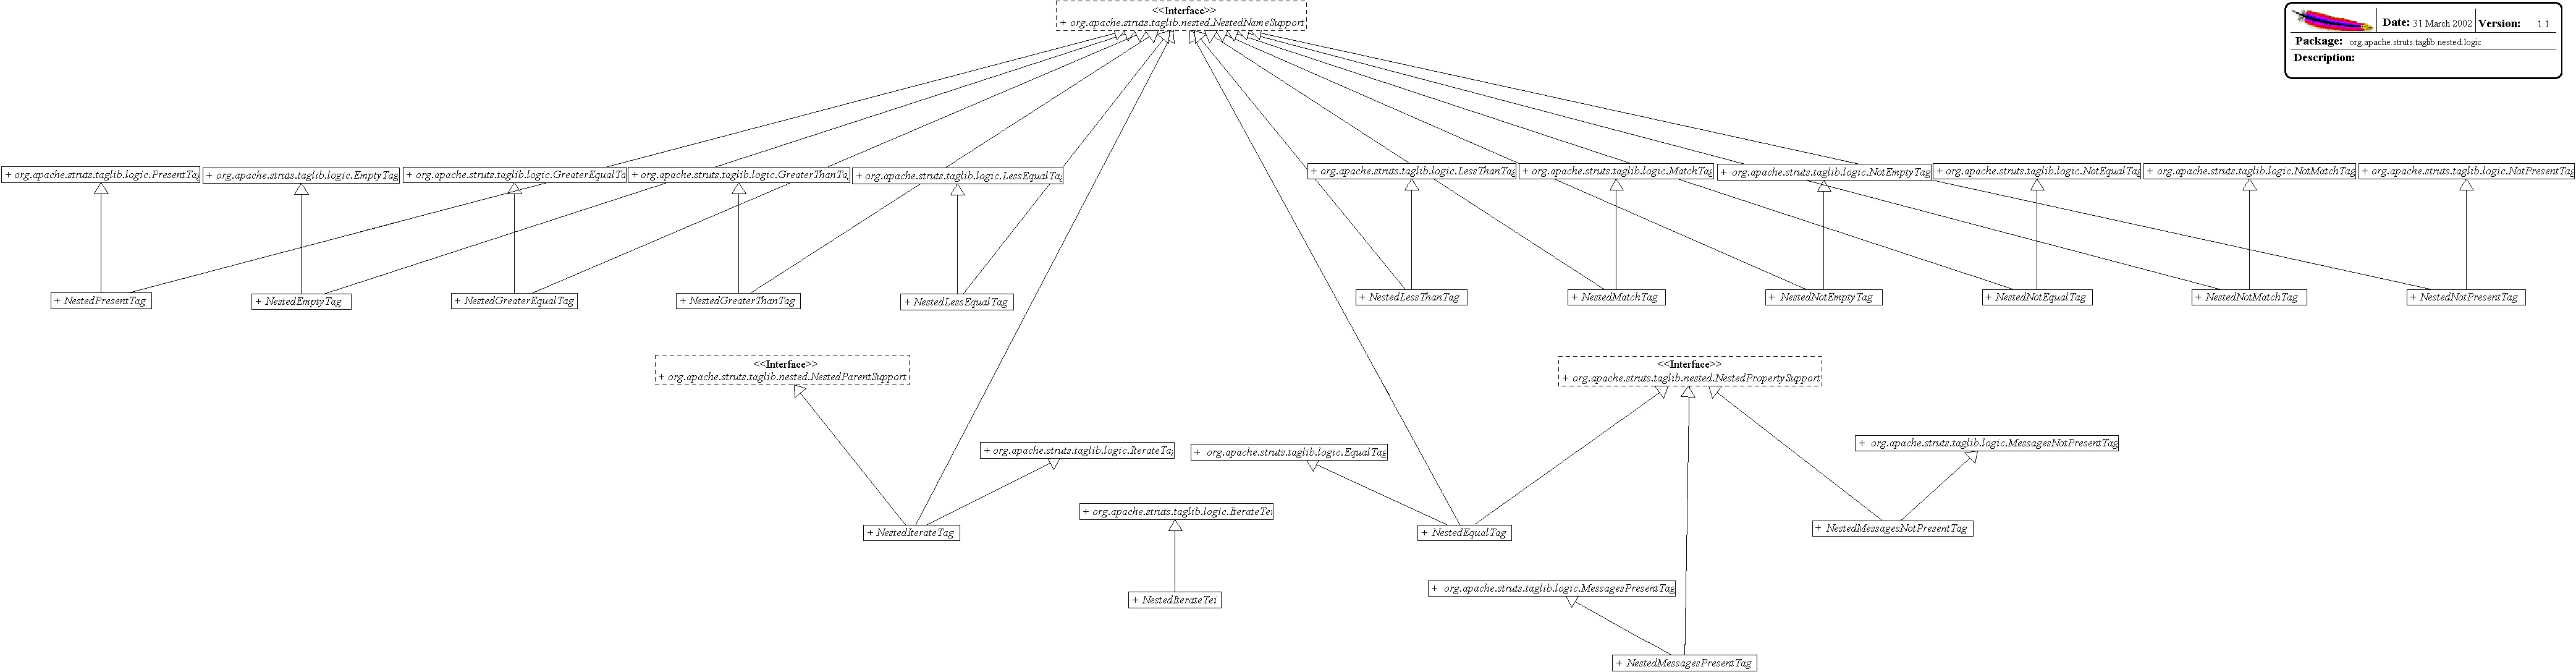 <<Interface>>
+ org.apache.struts.taglib.nested.NestedNameSupport
Date: 31 March 2002 Version: 1.1
Package: org.apache.struts.taglib.nested.logic
Description:
+ org.apache.struts.taglib.logic.PresentTag
+ org.apache.struts.taglib.logic.EmptyTag
+ org.apache.struts.taglib.logic.GreaterEqualTa
+ org.apache.struts.taglib.logic.GreaterThanTa
+ org.apache.struts.taglib.logic.LessEqualTag
+ org.apache.struts.taglib.logic.LessThanTag
+ org.apache.struts.taglib.logic.MatchTag
+ org.apache.struts.taglib.logic.NotEmptyTag
+ org.apache.struts.taglib.logic.NotEqualTag
+ org.apache.struts.taglib.logic.NotMatchTag
+ org.apache.struts.taglib.logic.NotPresentTag
+ NestedPresentTag
+ NestedEmptyTag
+ NestedGreaterEqualTag
+ NestedGreaterThanTag
+ NestedLessEqualTag
+ NestedLessThanTag
+ NestedMatchTag
+ NestedNotEmptyTag
+ NestedNotEqualTag
+ NestedNotMatchTag
+ NestedNotPresentTag
<<Interface>>
+ org.apache.struts.taglib.nested.NestedParentSupport
<<Interface>>
+ org.apache.struts.taglib.nested.NestedPropertySupport
+ org.apache.struts.taglib.logic.IterateTag
+ org.apache.struts.taglib.logic.EqualTag
+ org.apache.struts.taglib.logic.MessagesNotPresentTag
+ org.apache.struts.taglib.logic.IterateTei
+ NestedIterateTag
+ NestedEqualTag
+ NestedMessagesNotPresentTag
+ org.apache.struts.taglib.logic.MessagesPresentTag
+ NestedIterateTei
+ NestedMessagesPresentTag